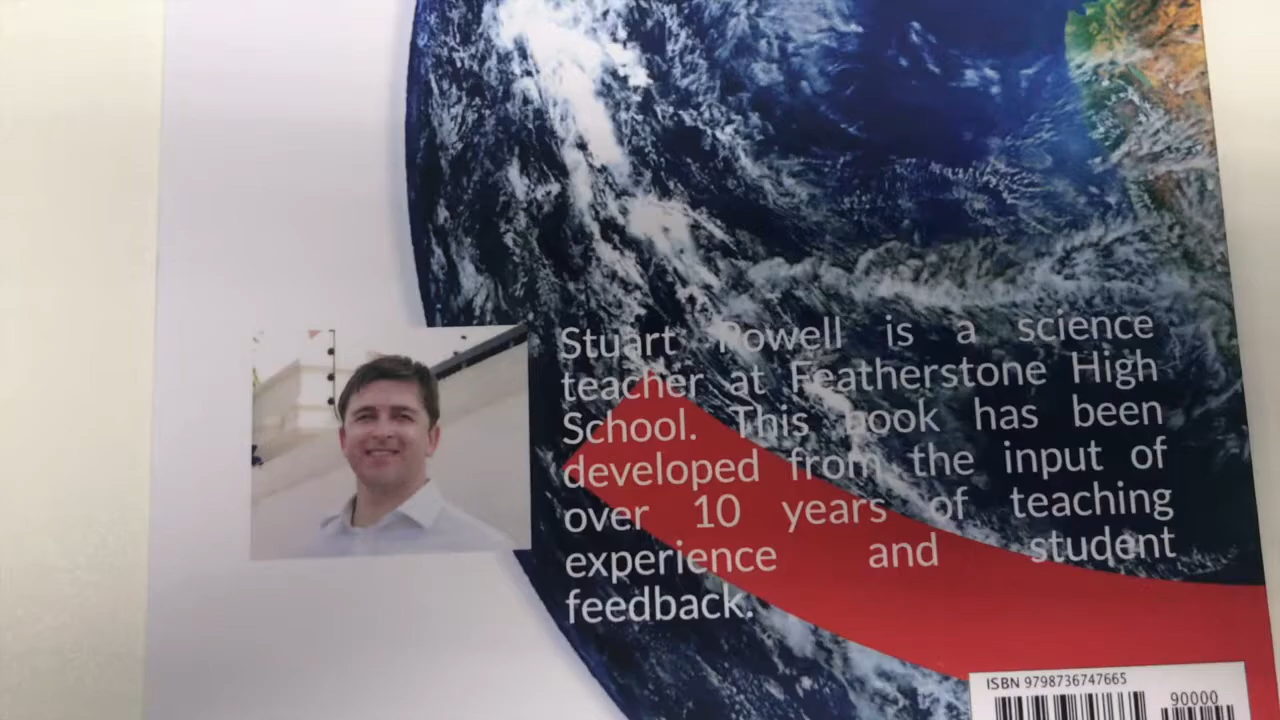 Stuart Powell is a science
teacher at Featherstone High
School. This book has been
developed from the input of
over 10 years of teaching
experience and student
feedback.
ISBN 9798736747665
90000